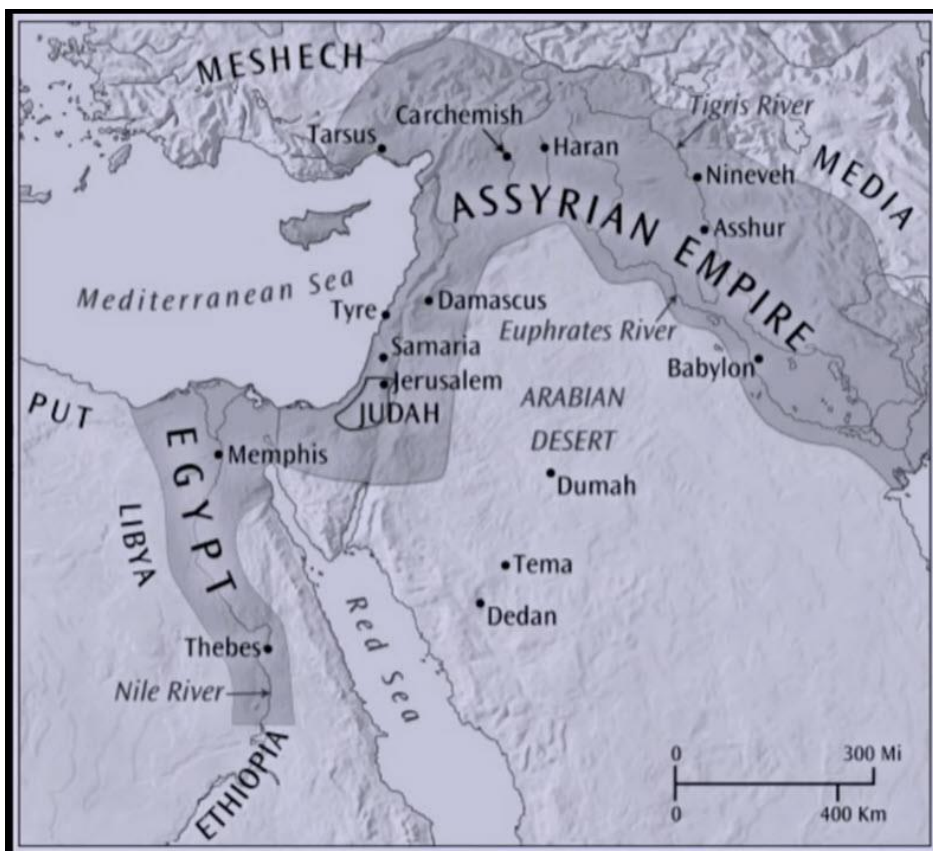 MESHECH
Carchemish
Tigris River
Tarsus
Haran
MEDIA
Nineveh
ASSYRIAN EMPIRE
Asshur
Mediterranean Sea
Damascus
Tyre
Euphrates River
Samaria
Babylon
Jerusalem
ARABIAN
DESERT
PUT
JUDAH
EGYPT
Memphis
Dumah
LIBYA
Tema
Dedan
Red Sea
Thebes
Nile River
ETHIOPIA
0 300 Mi
0 400 Km